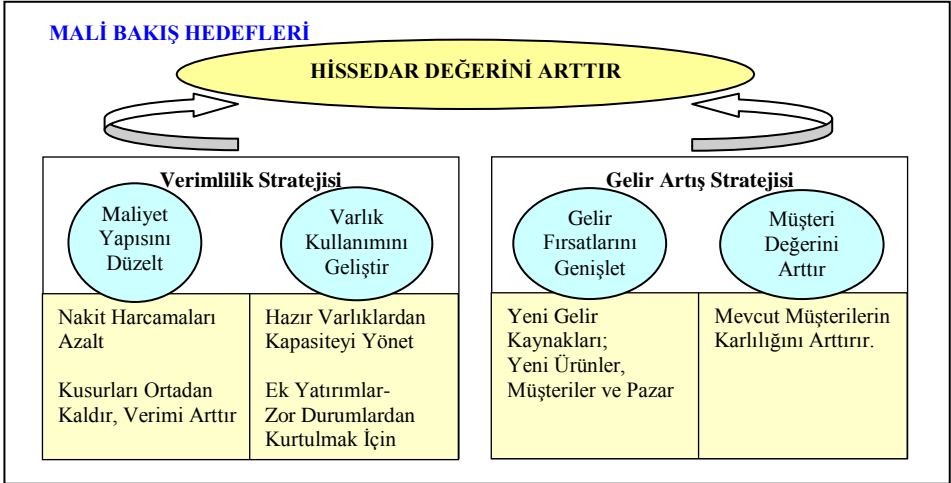 MALİ BAKIŞ HEDEFLERİ
HİSSEDAR DEĞERİNİ ARTTIR
Verimlilik Stratejisi
Maliyet
Yapısını
Düzelt
Varlık
Kullanımını
Geliştir
Nakit Harcamaları
Azalt
Kusurları Ortadan
Kaldır, Verimi Arttır
Hazır Varlıklardan
Kapasiteyi Yönet
Ek Yatırımlar-
Zor Durumlardan
Kurtulmak İçin
Gelir Artış Stratejisi
Gelir
Fırsatlarını
Genişlet
Müşteri
Değerini
Arttır
Yeni Gelir
Kaynakları;
Yeni Ürünler,
Müşteriler ve Pazar
Mevcut Müşterilerin
Karlılığını Arttırır.